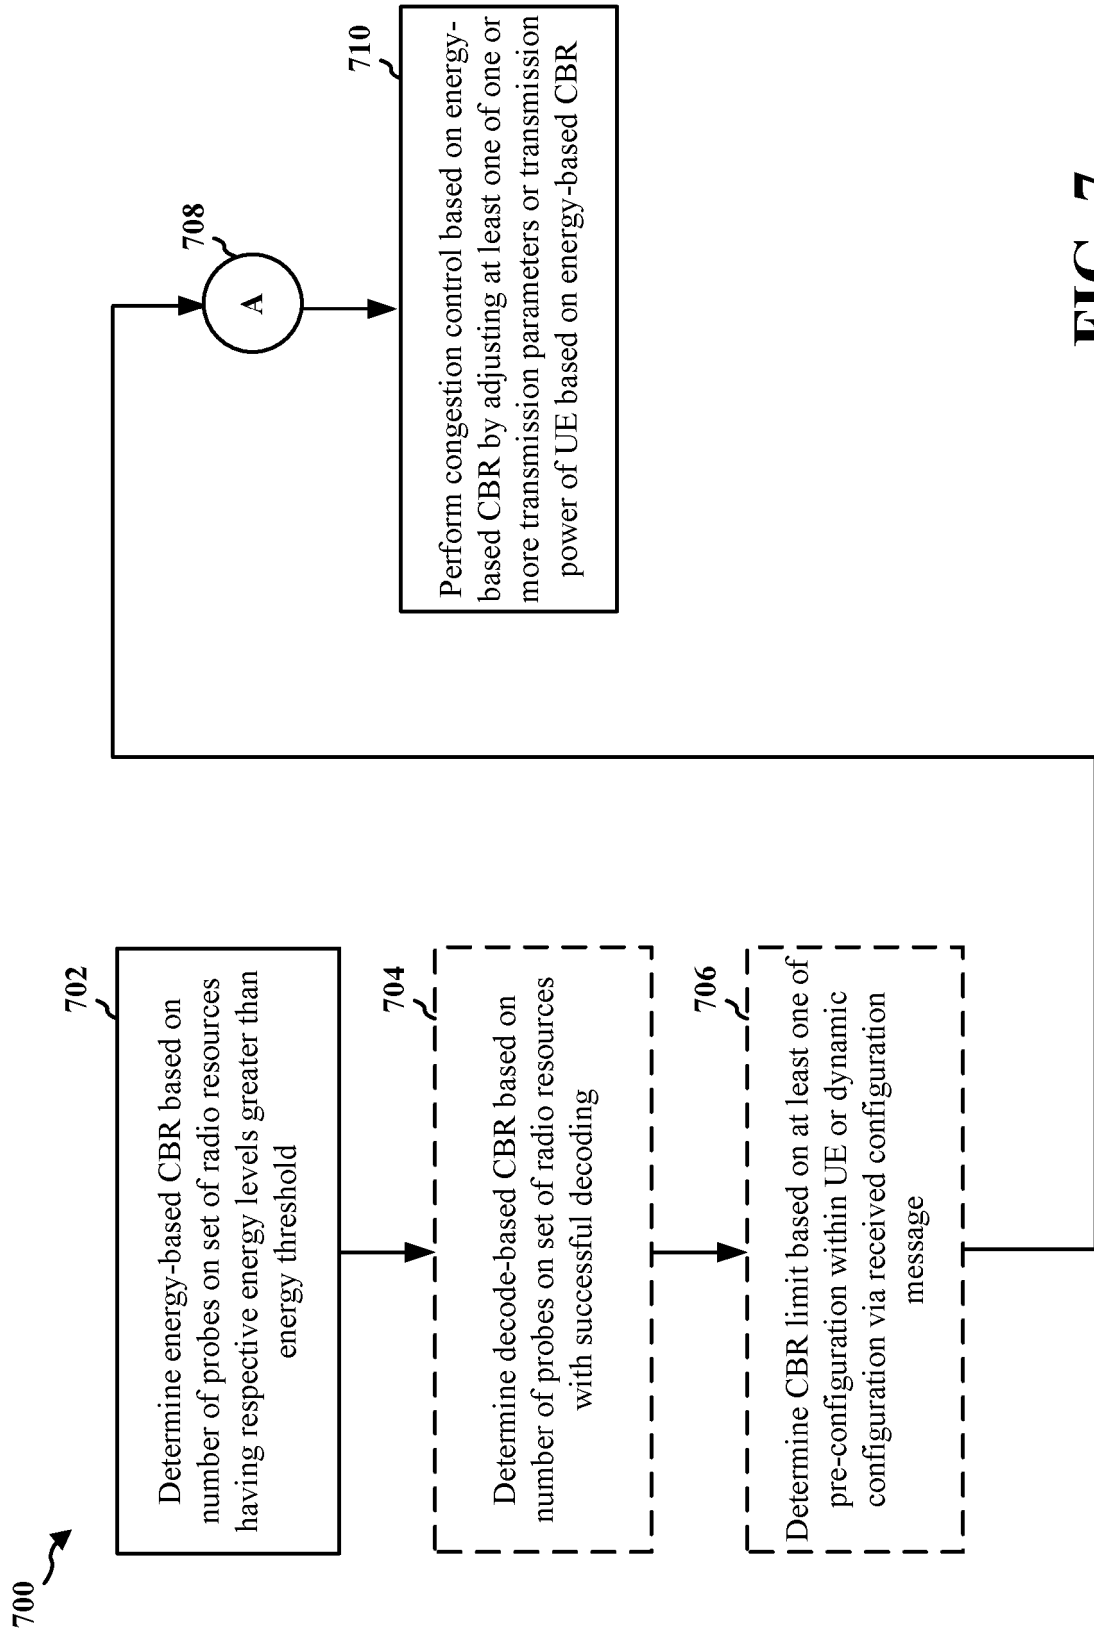 700
702
Determine energy-based CBR based on
number of probes on set of radio resources
having respective energy levels greater than
energy threshold
704
Determine decode-based CBR based on
number of probes on set of radio resources
with successful decoding
706
Determine CBR limit based on at least one of
pre-configuration within UE or dynamic
configuration via received configuration
message
708
A
710
Perform congestion control based on energy-
based CBR by adjusting at least one of one or
more transmission parameters or transmission
power of UE based on energy-based CBR
FIG. 7